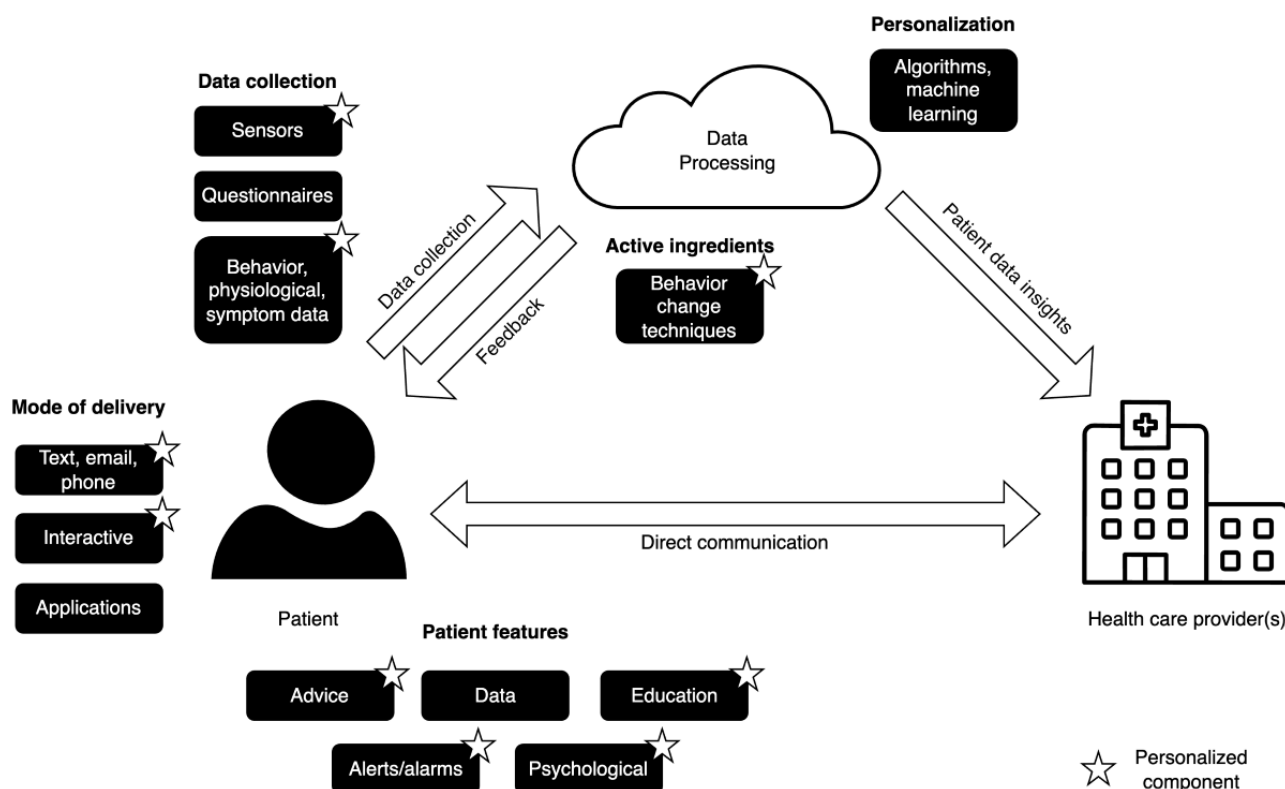 Personalization
Algorithms,
machine
learning
Data collection
Sensors
Questionnaires
Behavior,
physiological,
symptom data
Data
Processing
Data collection
Feedback
Active ingredients
Behavior
change
techniques
Patient data insights
Mode of delivery
Text, email,
phone
Interactive
Applications
Direct communication
Patient
Health care provider(s)
Patient features
Advice
Data
Education
Alerts/alarms
Psychological
Personalized
component